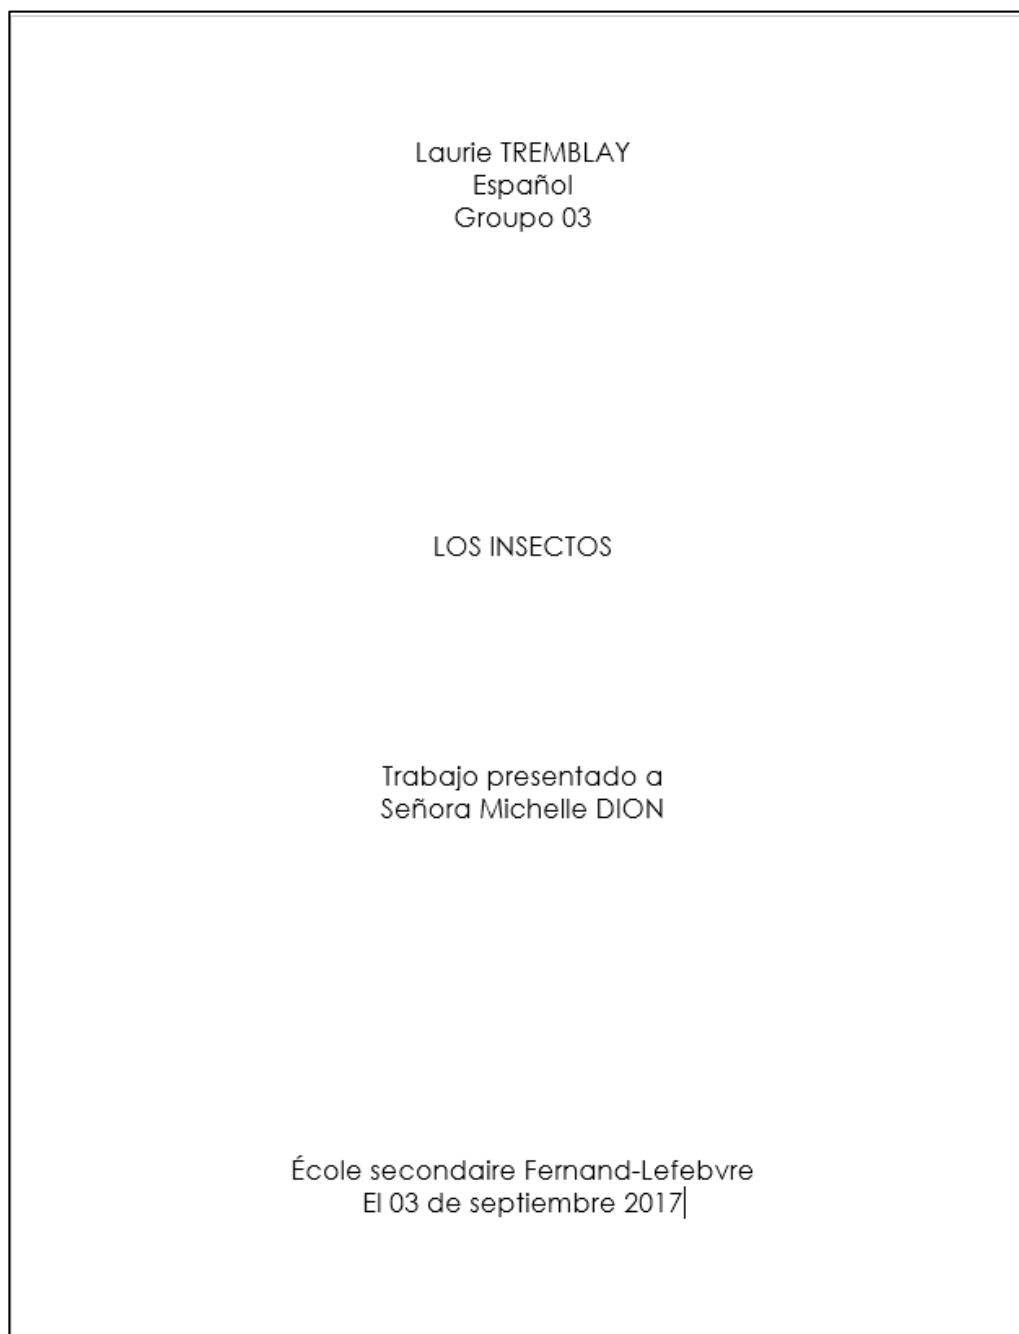 Laurie TREMBLAY
Español
Groupo 03
LOS INSECTOS
Trabajo presentado a
Señora Michelle DION
École secondaire Fernand-Lefebvre
El 03 de septiembre 2017